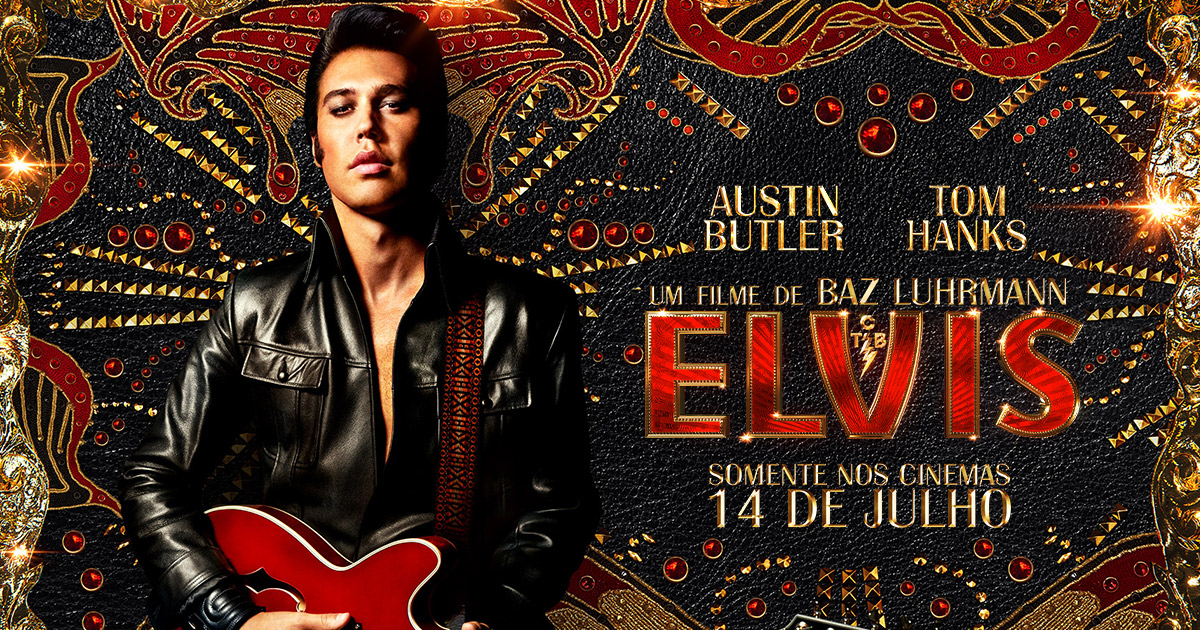 AUSTIN BUTLER
TOM HANKS
UM FILME DE BAZ LUHRMANN
ELVIS
TCB
SOMENTE NOS CINEMAS
14 DE JULHO